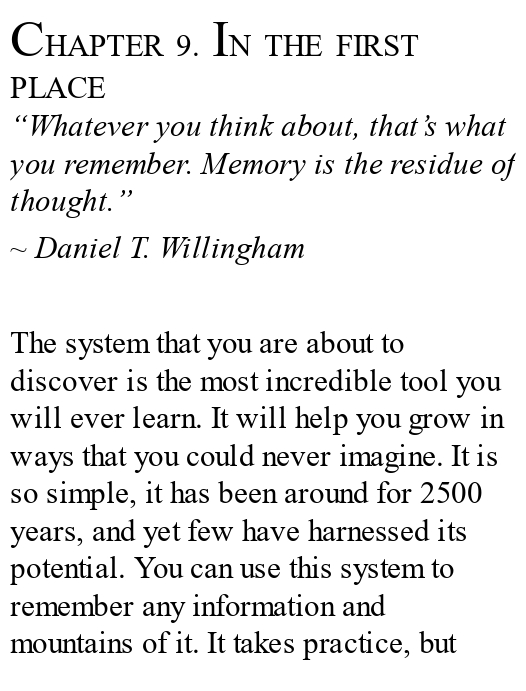 CHAPTER 9. IN THE FIRST
PLACE
“Whatever you think about, that’s what
you remember. Memory is the residue of
thought.”
~ Daniel T. Willingham
The system that you are about to
discover is the most incredible tool you
will ever learn. It will help you grow in
ways that you could never imagine. It is
so simple, it has been around for 2500
years, and yet few have harnessed its
potential. You can use this system to
remember any information and
mountains of it. It takes practice, but